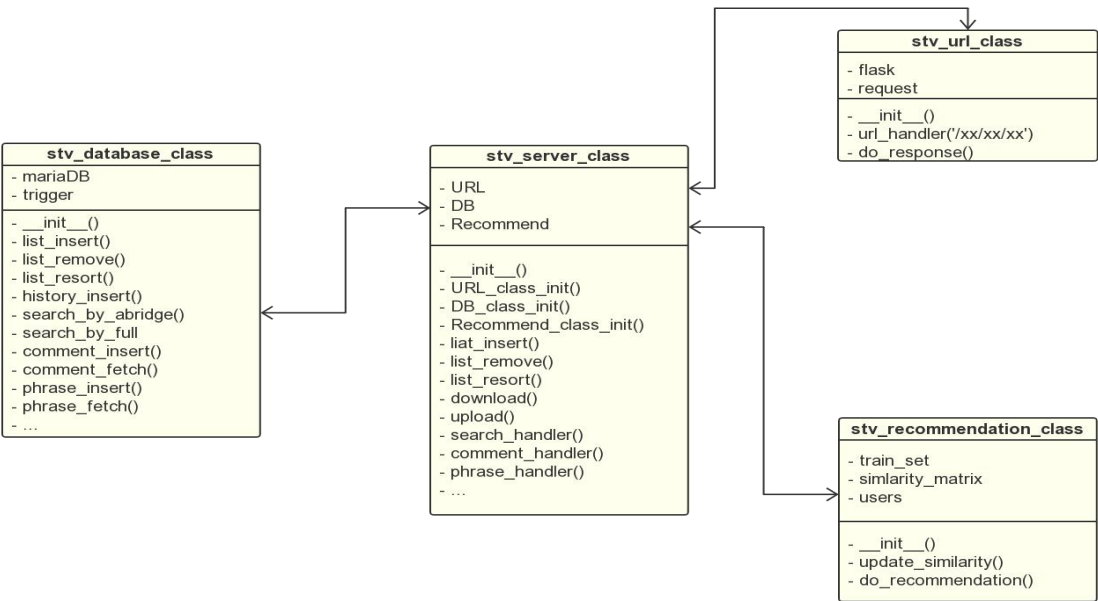 stv_database_class
- mariaDB
- trigger
- __init__()
- list_insert()
- list_remove()
- list_resort()
- history_insert()
- search_by_abridge()
- search_by_full
- comment_insert()
- comment_fetch()
- phrase_insert()
- phrase_fetch()
- ...
stv_server_class
- URL
- DB
- Recommend
- __init__()
- URL_class_init()
- DB_class_init()
- Recommend_class_init()
- liat_insert()
- list_remove()
- list_resort()
- download()
- upload()
- search_handler()
- comment_handler()
- phrase_handler()
- ...
stv_url_class
- flask
- request
- __init__()
- url_handler('/xx/xx/xx')
- do_response()
stv_recommendation_class
- train_set
- simlarity_matrix
- users
- __init__()
- update_similarity()
- do_recommendation()